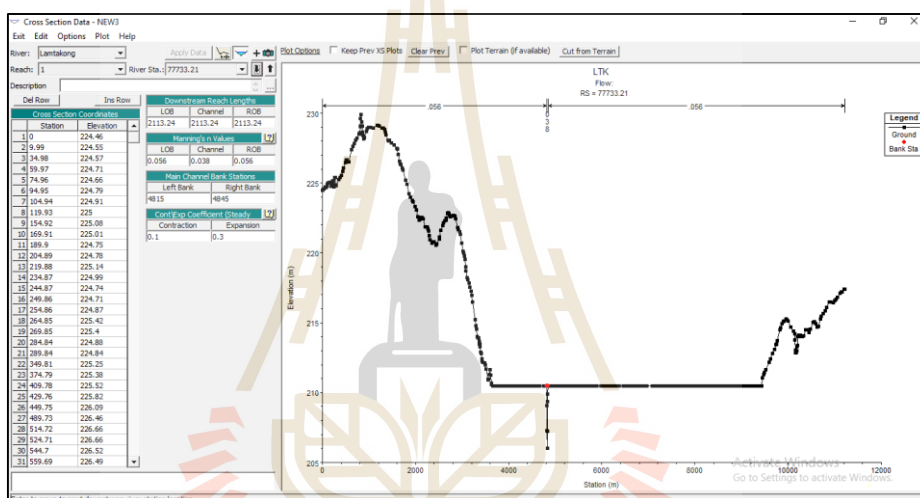 Cross Section Data - NEW3
Exit Edit Options Plot Help
River: Lamtakong Apply Data
Reach: 1 River Sta.: 77733.21
Description
Del Row Ins Row
Cross Section Coordinates
Station Elevation
1 0 224.46
2 9.99 224.55
3 34.98 224.57
4 59.97 224.71
5 74.96 224.66
6 94.95 224.79
7 104.94 224.91
8 119.93 225
9 154.92 225.08
10 169.91 225.01
11 189.9 224.75
12 204.89 224.78
13 219.88 225.14
14 234.87 224.99
15 244.87 224.74
16 249.86 224.71
17 254.86 224.87
18 264.85 225.42
19 269.85 225.4
20 284.84 224.88
21 289.84 224.84
22 349.81 225.25
23 374.79 225.38
24 409.78 225.52
25 429.76 225.82
26 449.75 226.09
27 489.73 226.46
28 514.72 226.66
29 524.71 226.66
30 544.7 226.52
31 559.69 226.49
Downstream Reach Lengths
LOB Channel ROB
2113.24 2113.24 2113.24
Manning's n Values
LOB Channel ROB
0.056 0.038 0.056
Main Channel Bank Stations
Left Bank Right Bank
4815 4845
Cont\Exp Coefficient (Steady
Contraction Expansion
0.1 0.3
Plot Options Keep Prev XS Plots Clear Prev Plot Terrain (if available) Cut from Terrain
LTK
Flow:
RS = 77733.21
.056
.056
Legend
Ground
Bank Sta
230
225
220
215
210
205
Elevation (m)
0 2000 4000 6000 8000 10000 12000
Station (m)
Activate Windows
Go to Settings to activate Windows.